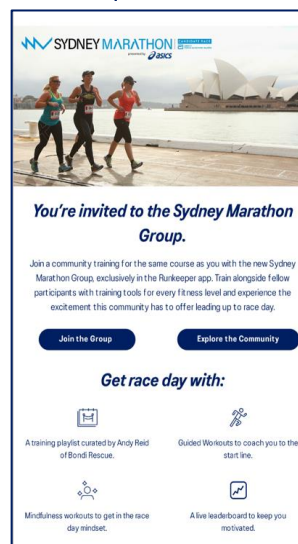 SYDNEY MARATHON
CANDIDATE RACE
presented by asics
You're invited to the Sydney Marathon
Group.
Join a community training for the same course as you with the new Sydney
Marathon Group, exclusively in the Runkeeper app. Train alongside fellow
participants with training tools for every fitness level and experience the
excitement this community has to offer leading up to race day.
Join the Group
Explore the Community
Get race day with:
A training playlist curated by Andy Reid
of Bondi Rescue.
Guided Workouts to coach you to the
start line.
Mindfulness workouts to get in the race
day mindset.
A live leaderboard to keep you
motivated.